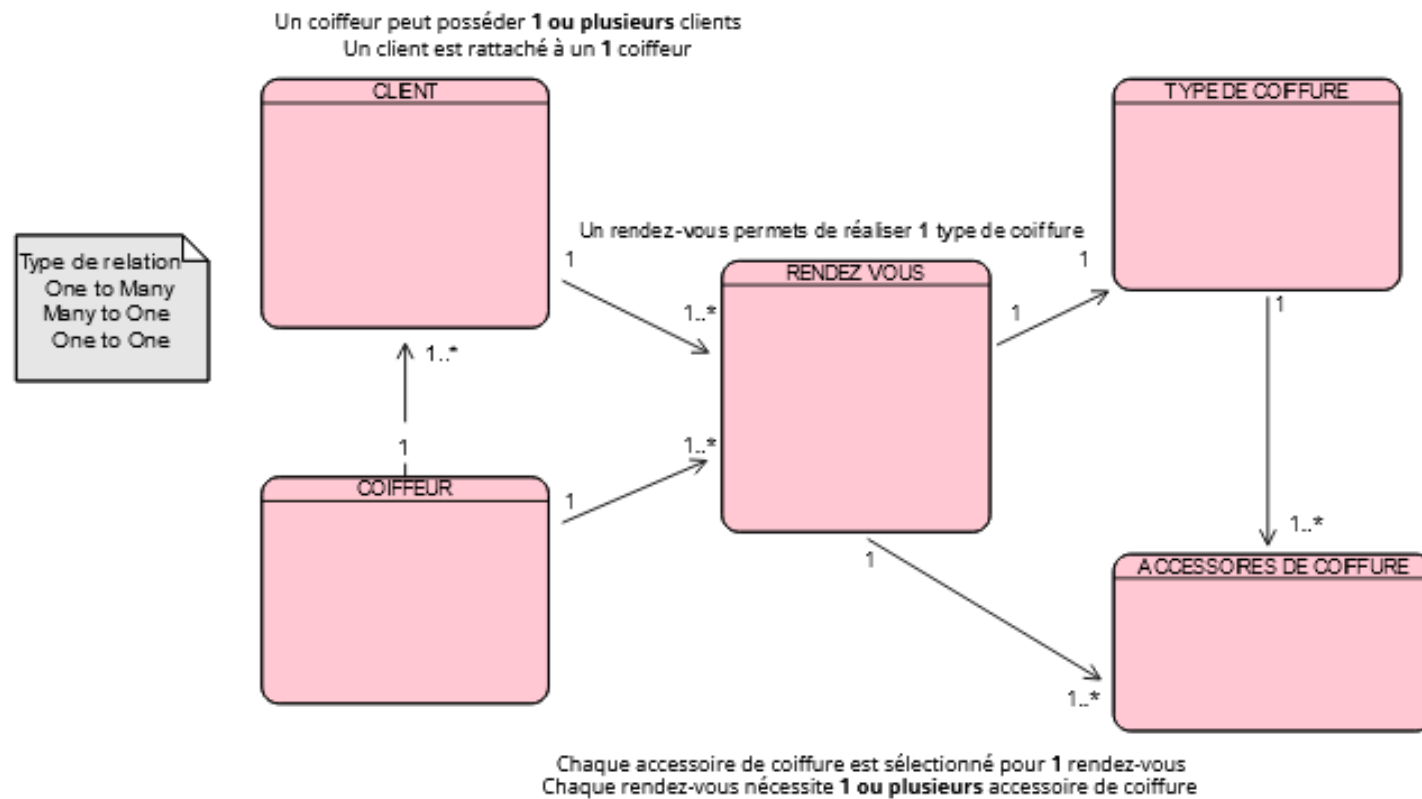 Un coiffeur peut posséder 1 ou plusieurs clients
Un client est rattaché à un 1 coiffeur
CLIENT
TYPE DE COIFFURE
Type de relation
One to Many
Many to One
One to One
Un rendez-vous permets de réaliser 1 type de coiffure
1
1
RENDEZ VOUS
1..*
1
1
1..*
1
1..*
COIFFEUR
1
1..*
1
ACCESSOIRES DE COIFFURE
1..*
Chaque accessoire de coiffure est sélectionné pour 1 rendez-vous
Chaque rendez-vous nécessite 1 ou plusieurs accessoire de coiffure